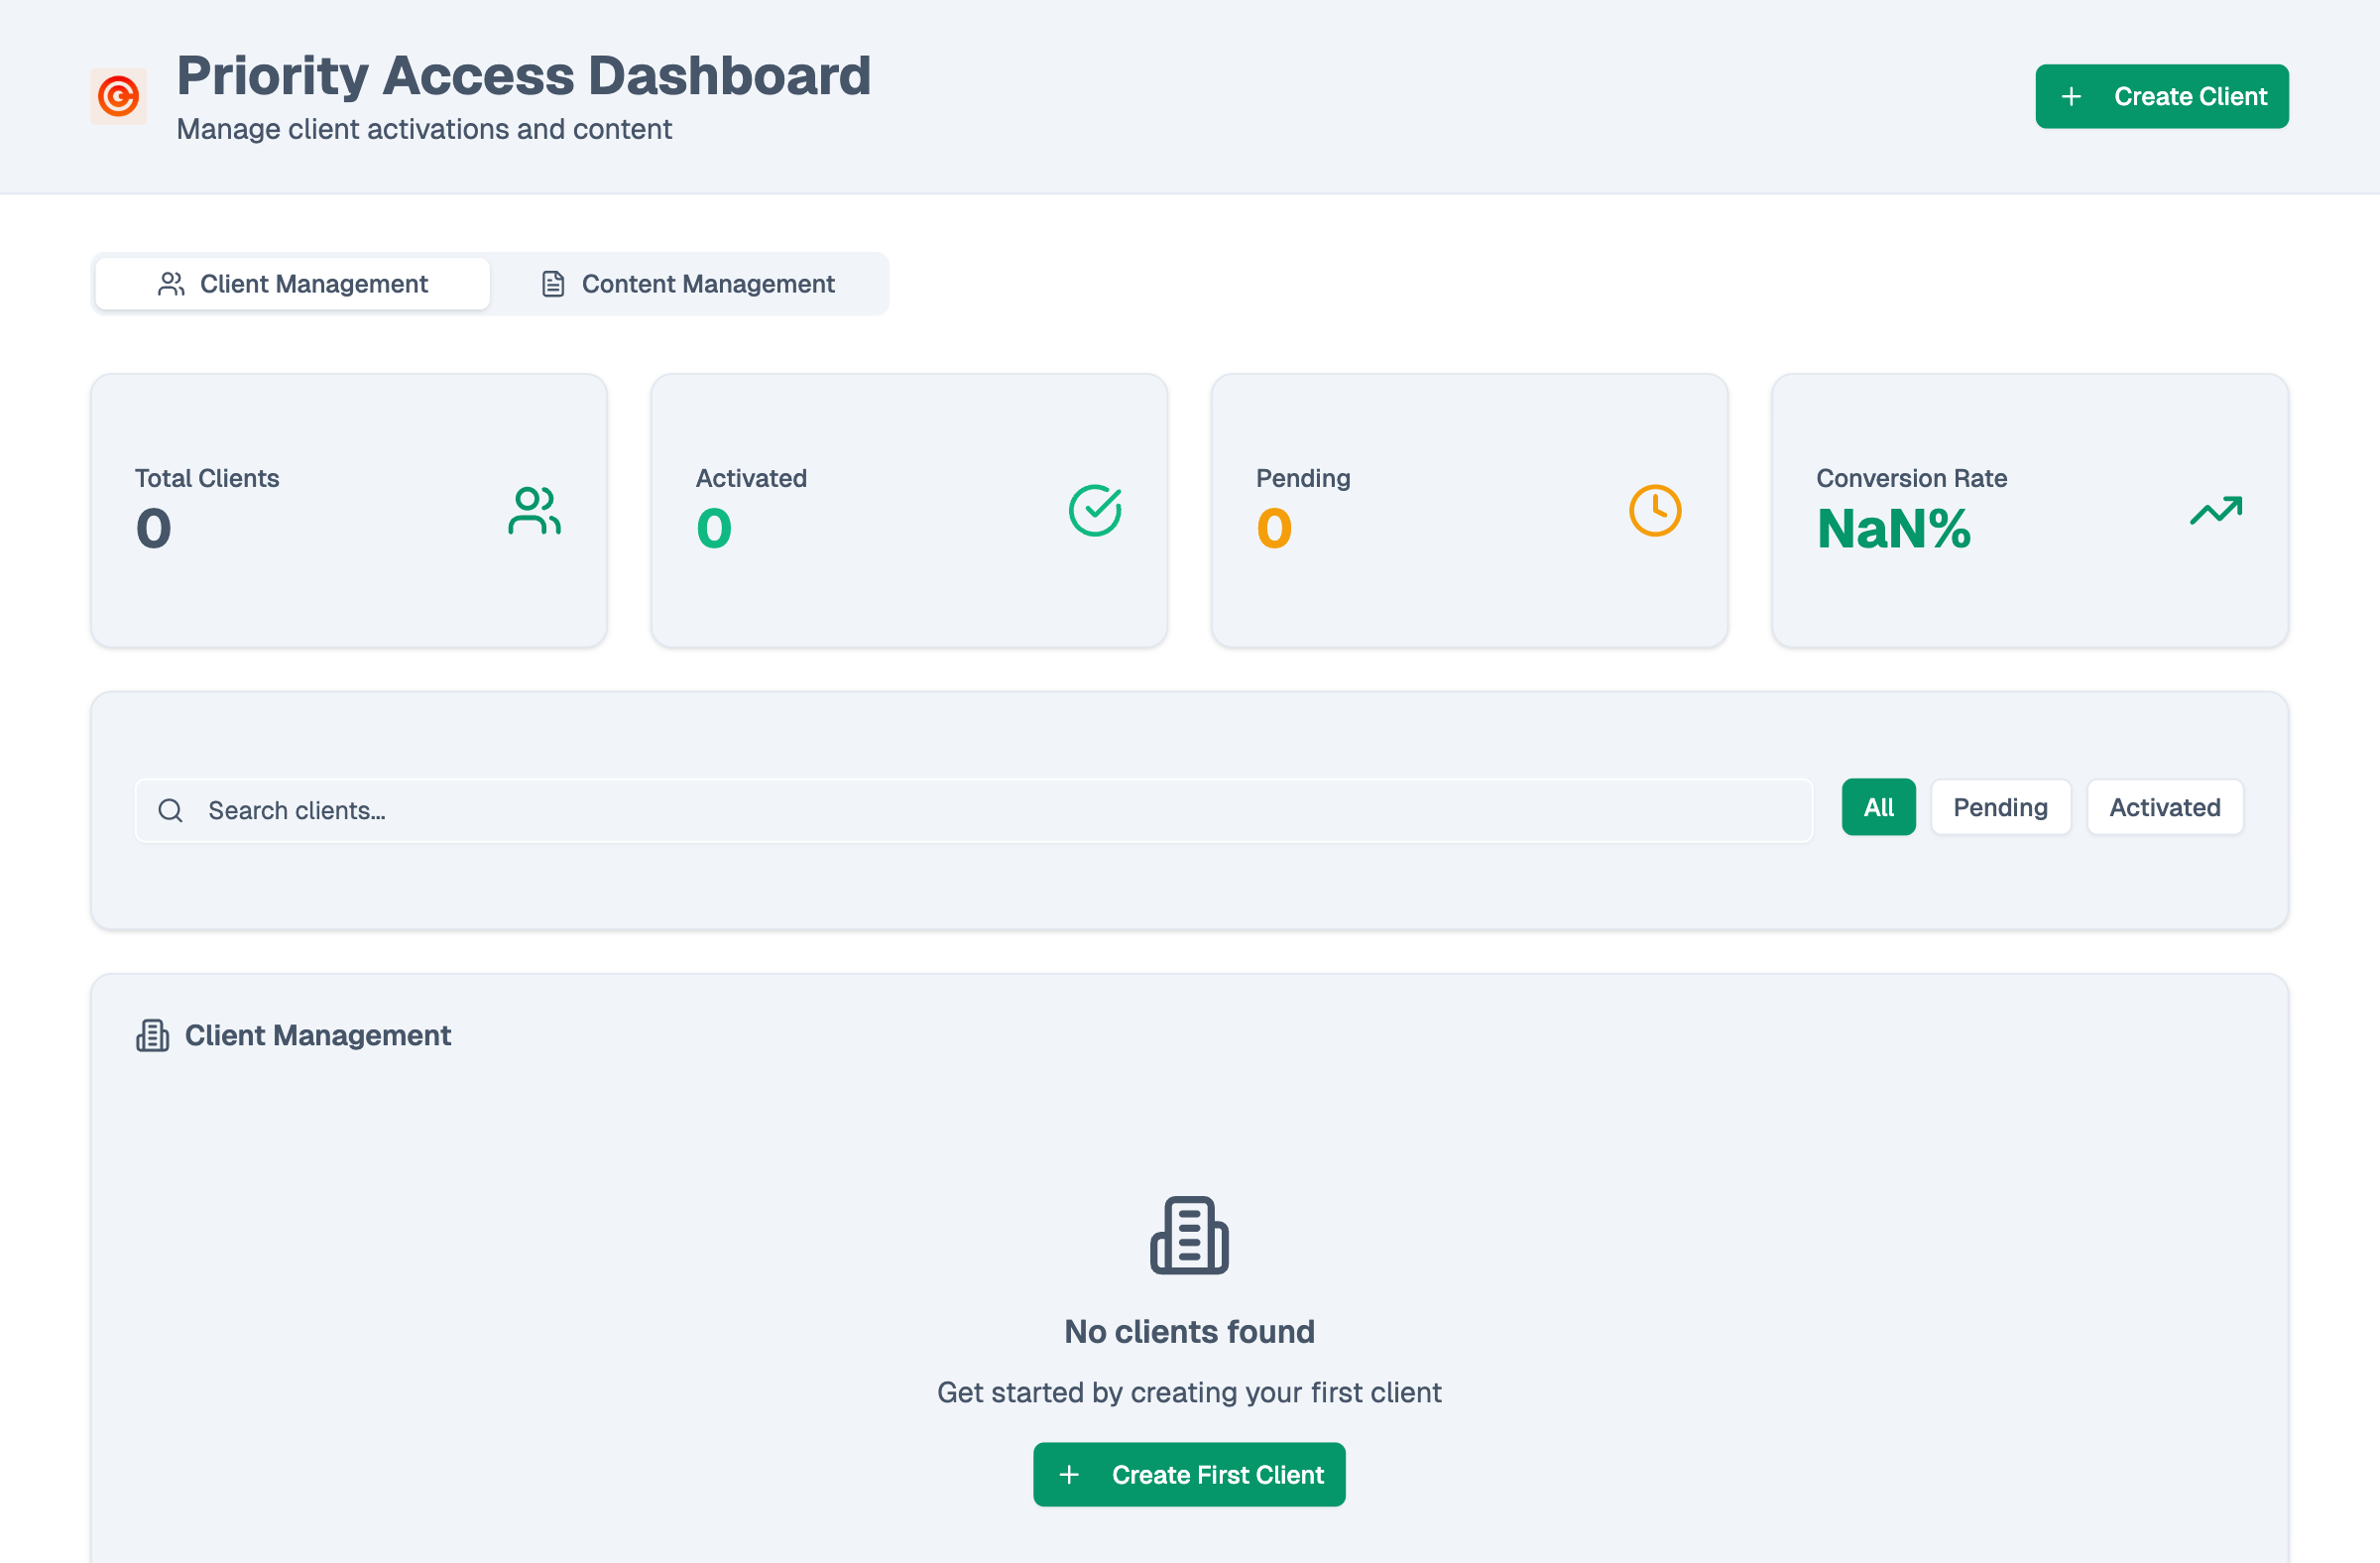 Priority Access Dashboard
Manage client activations and content
Create Client
Client Management
Content Management
Total Clients
0
Activated
0
Pending
0
Conversion Rate
NaN%
Search clients...
All
Pending
Activated
Client Management
No clients found
Get started by creating your first client
Create First Client